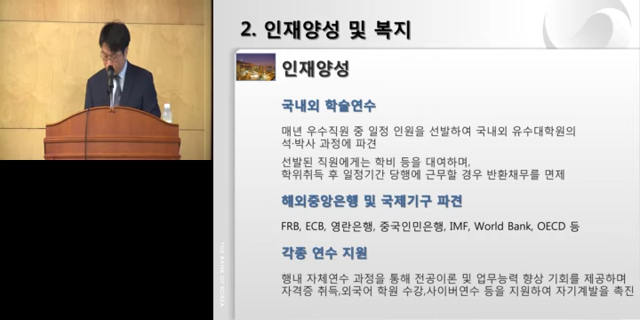 2. 인재양성 및 복지
인재양성
국내외 학술연수
매년 우수직원 중 일정 인원을 선발하여 국내외 유수대학원의
석·박사 과정에 파견
선발된 직원에게는 학비 등을 대여하며,
학위취득 후 일정기간 당행에 근무할 경우 반환채무를 면제
해외중앙은행 및 국제기구 파견
FRB, ECB, 영란은행, 중국인민은행, IMF, World Bank, OECD 등
각종 연수 지원
행내 자체연수 과정을 통해 전공이론 및 업무능력 향상 기회를 제공하며
자격증 취득,외국어 학원 수강,사이버연수 등을 지원하여 자기계발을 촉진